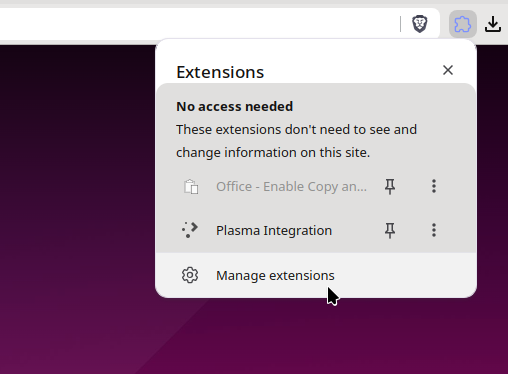 Extensions
No access needed
These extensions don't need to see and
change information on this site.
Office - Enable Copy an...
Plasma Integration
Manage extensions